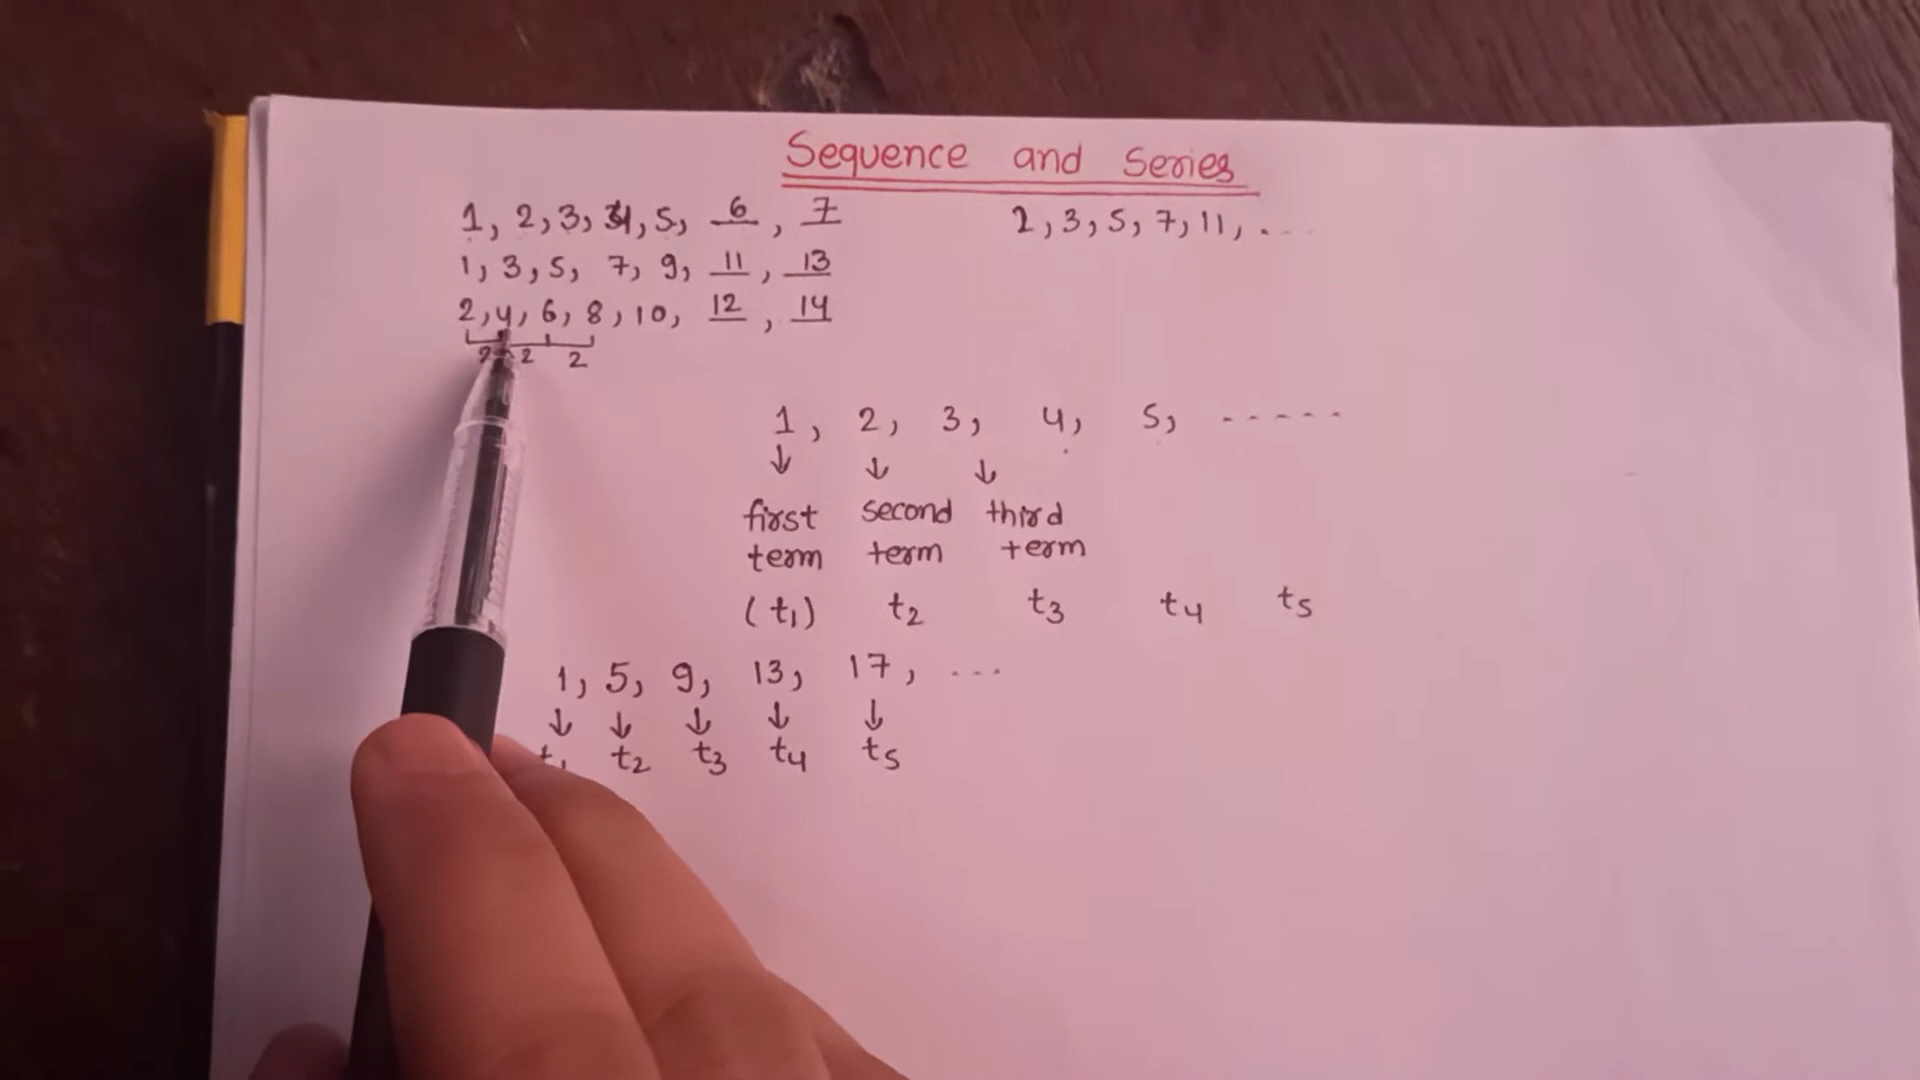 Sequence and Series
1, 2, 3, 4, 5, 6, 7
2, 3, 5, 7, 11, ....
1, 3, 5, 7, 9, 11, 13
2, 4, 6, 8, 10, 12, 14
2 2 2
1, 2, 3, 4, 5, -----
↓ ↓ ↓
first second third
term term term
(t1) t2 t3 t4 t5
1, 5, 9, 13, 17, ...
↓ ↓ ↓ ↓ ↓
t1 t2 t3 t4 t5